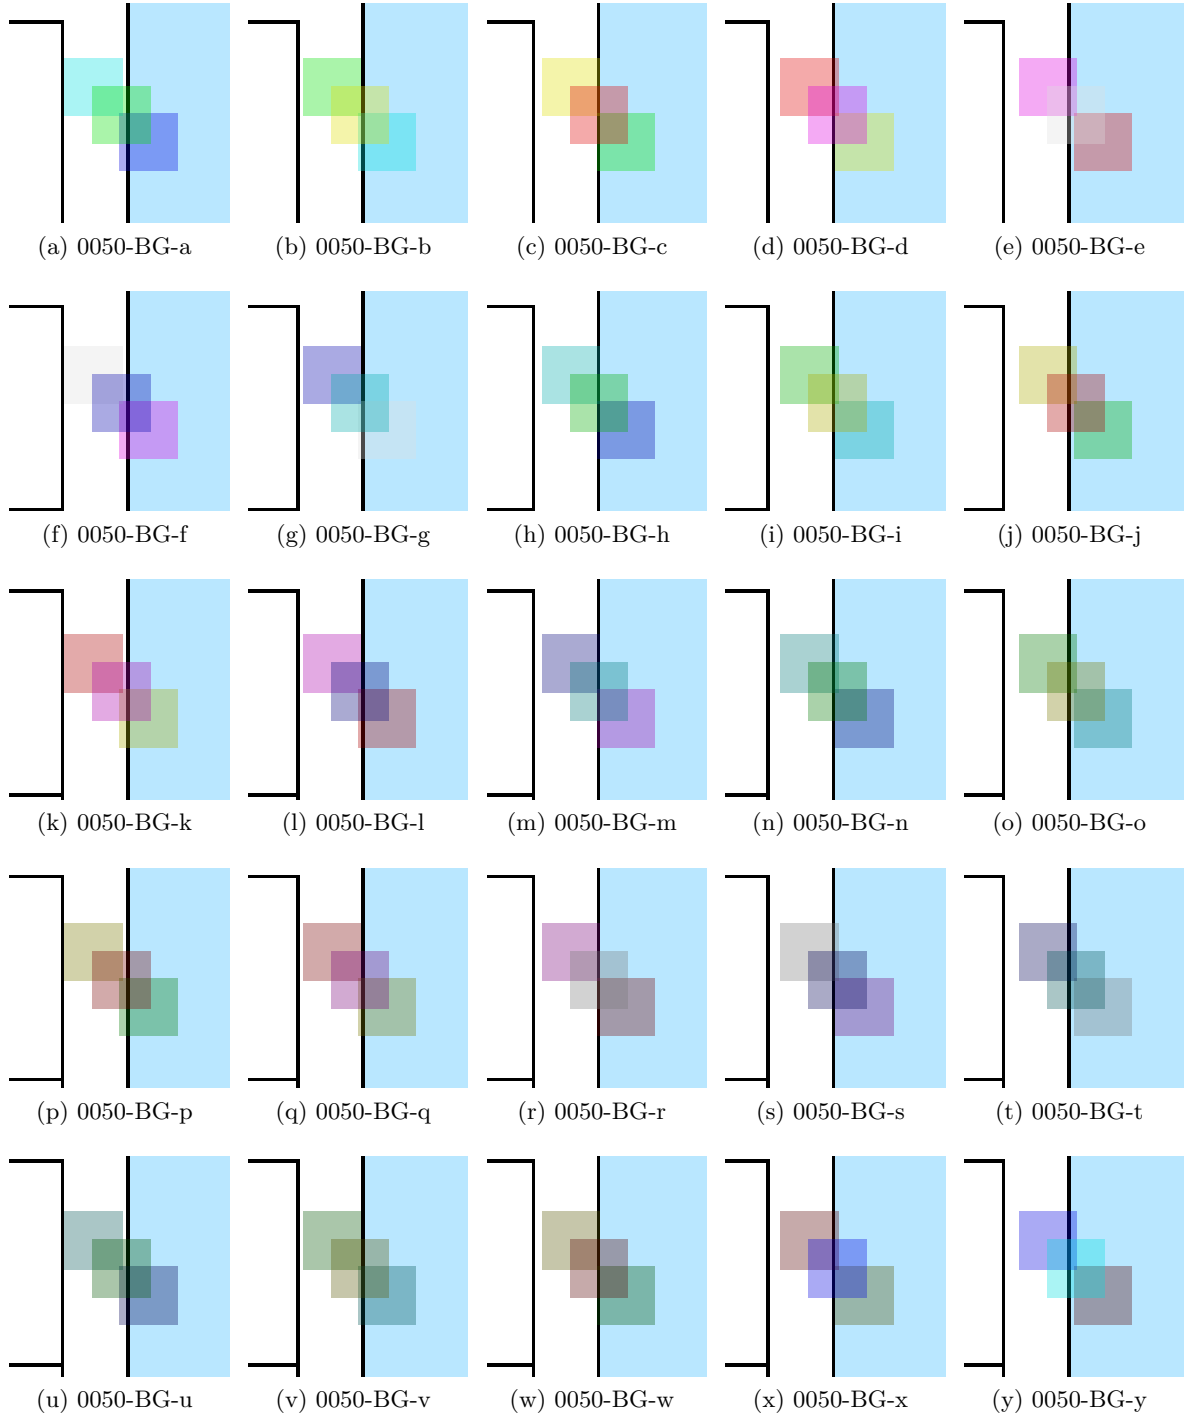 (a) 0050-BG-a (b) 0050-BG-b (c) 0050-BG-c (d) 0050-BG-d (e) 0050-BG-e
(f) 0050-BG-f (g) 0050-BG-g (h) 0050-BG-h (i) 0050-BG-i (j) 0050-BG-j
(k) 0050-BG-k (l) 0050-BG-l (m) 0050-BG-m (n) 0050-BG-n (o) 0050-BG-o
(p) 0050-BG-p (q) 0050-BG-q (r) 0050-BG-r (s) 0050-BG-s (t) 0050-BG-t
(u) 0050-BG-u (v) 0050-BG-v (w) 0050-BG-w (x) 0050-BG-x (y) 0050-BG-y